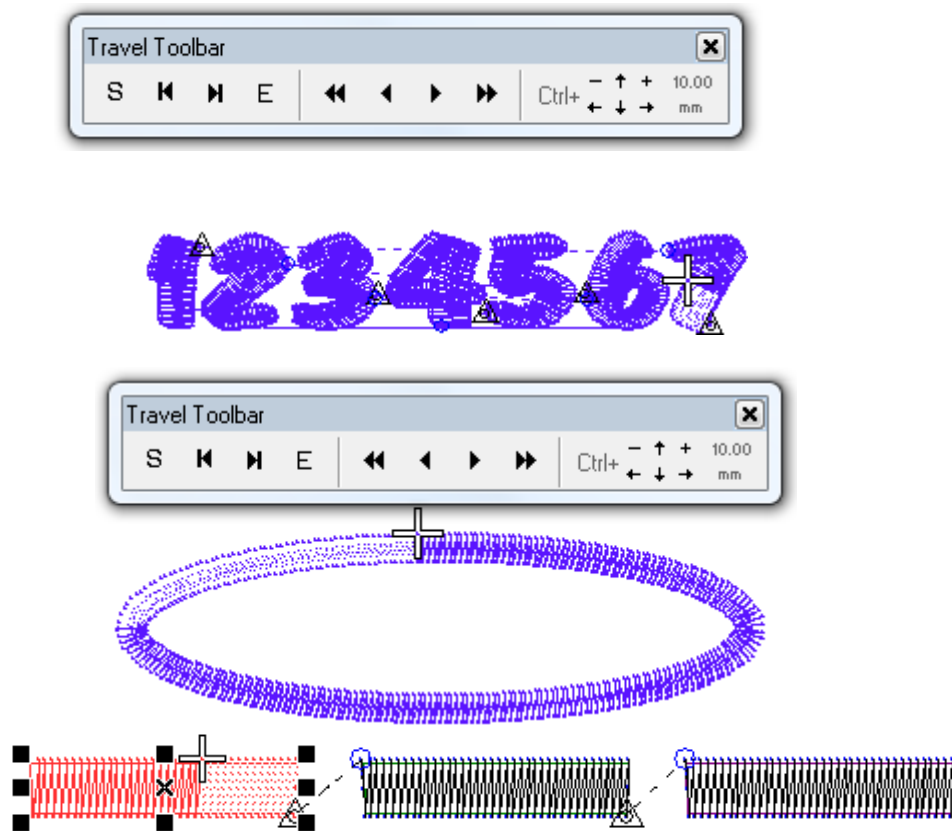 Travel Toolbar
S E Ctrl+ - + 10.00
mm
1234567
Travel Toolbar
S E Ctrl+ - + 10.00
mm